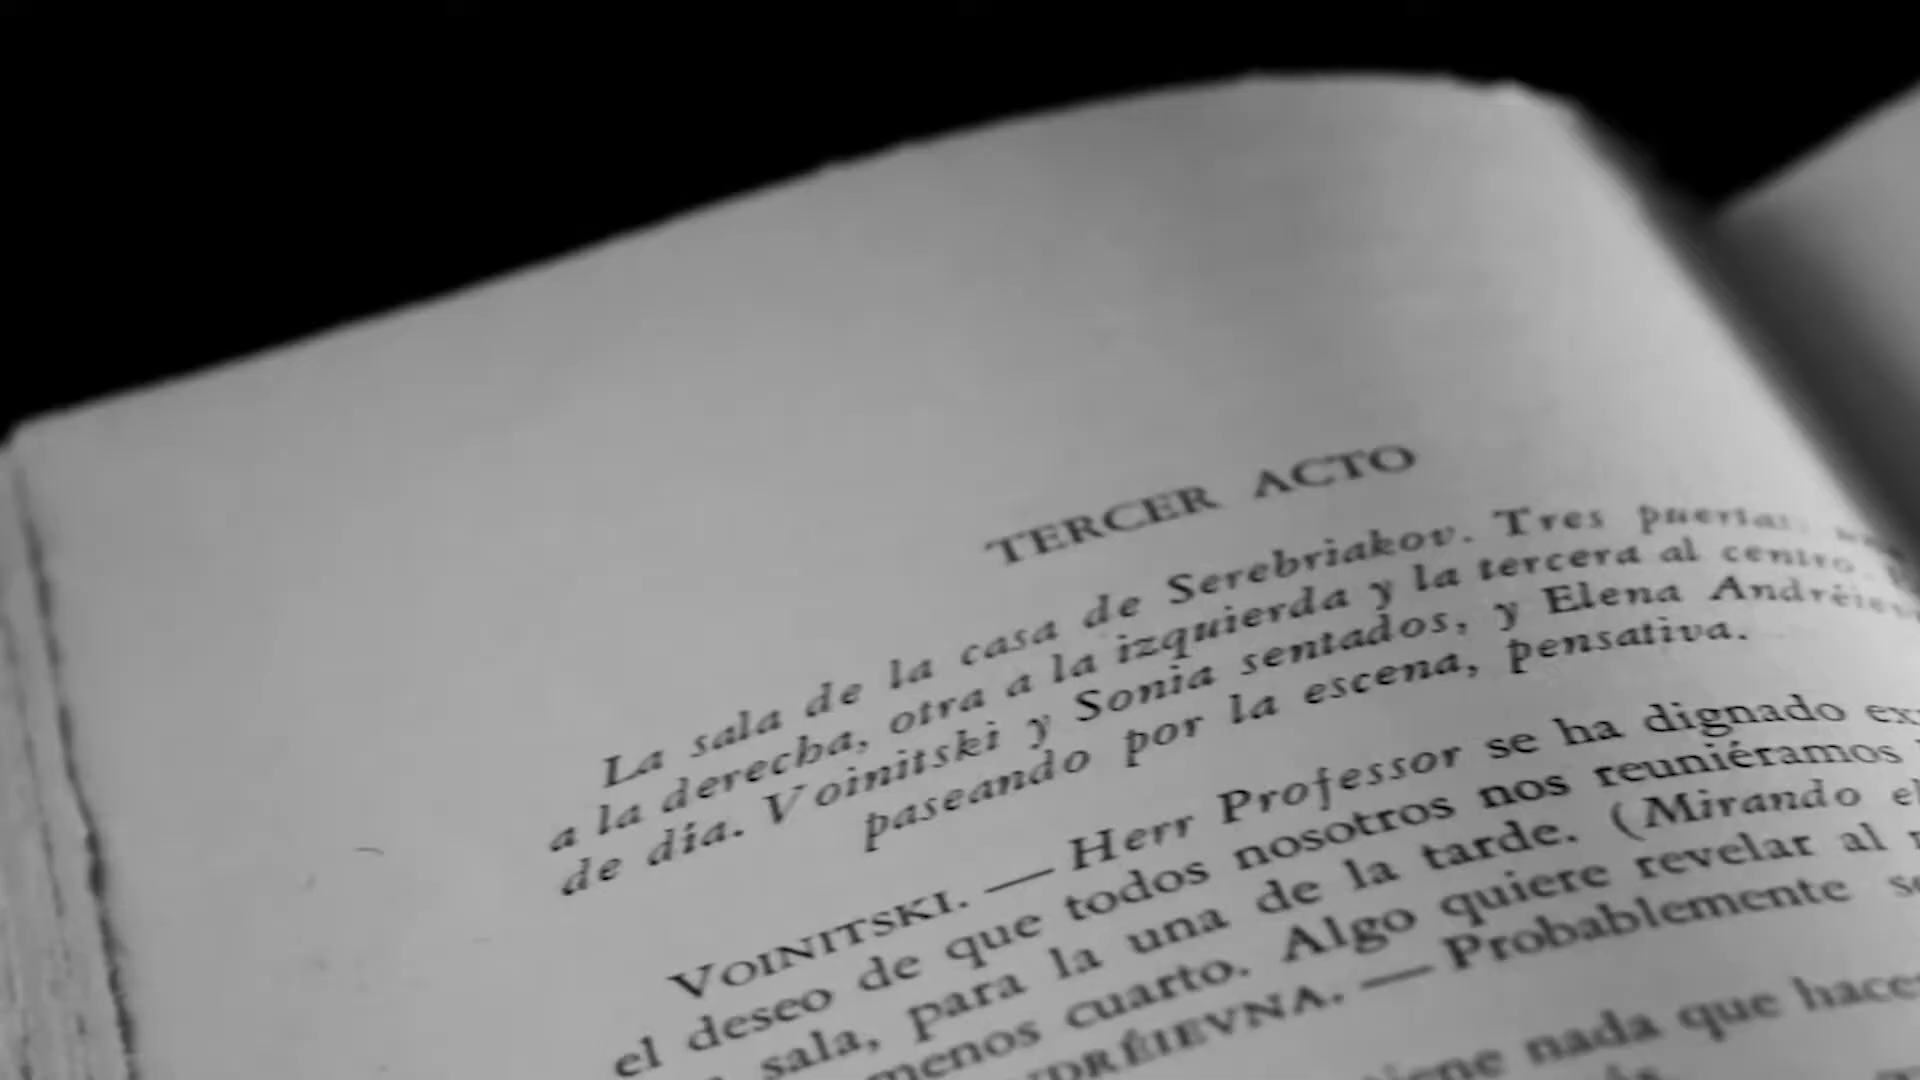 TERCER ACTO
La sala de la casa de Serebriakov. Tres puertas:
a la derecha, otra a la izquierda y la tercera al centro.
de día. Voinitski y Sonia sentados, y Elena
paseando por la escena, pensativa.
VOINITSKI. — Herr Professor se ha dignado
el deseo de que todos nosotros nos reuniéramos
sala, para la una de la tarde. (Mirando
menos cuarto. Algo quiere revelar al
— Probablemente
nada que hacer